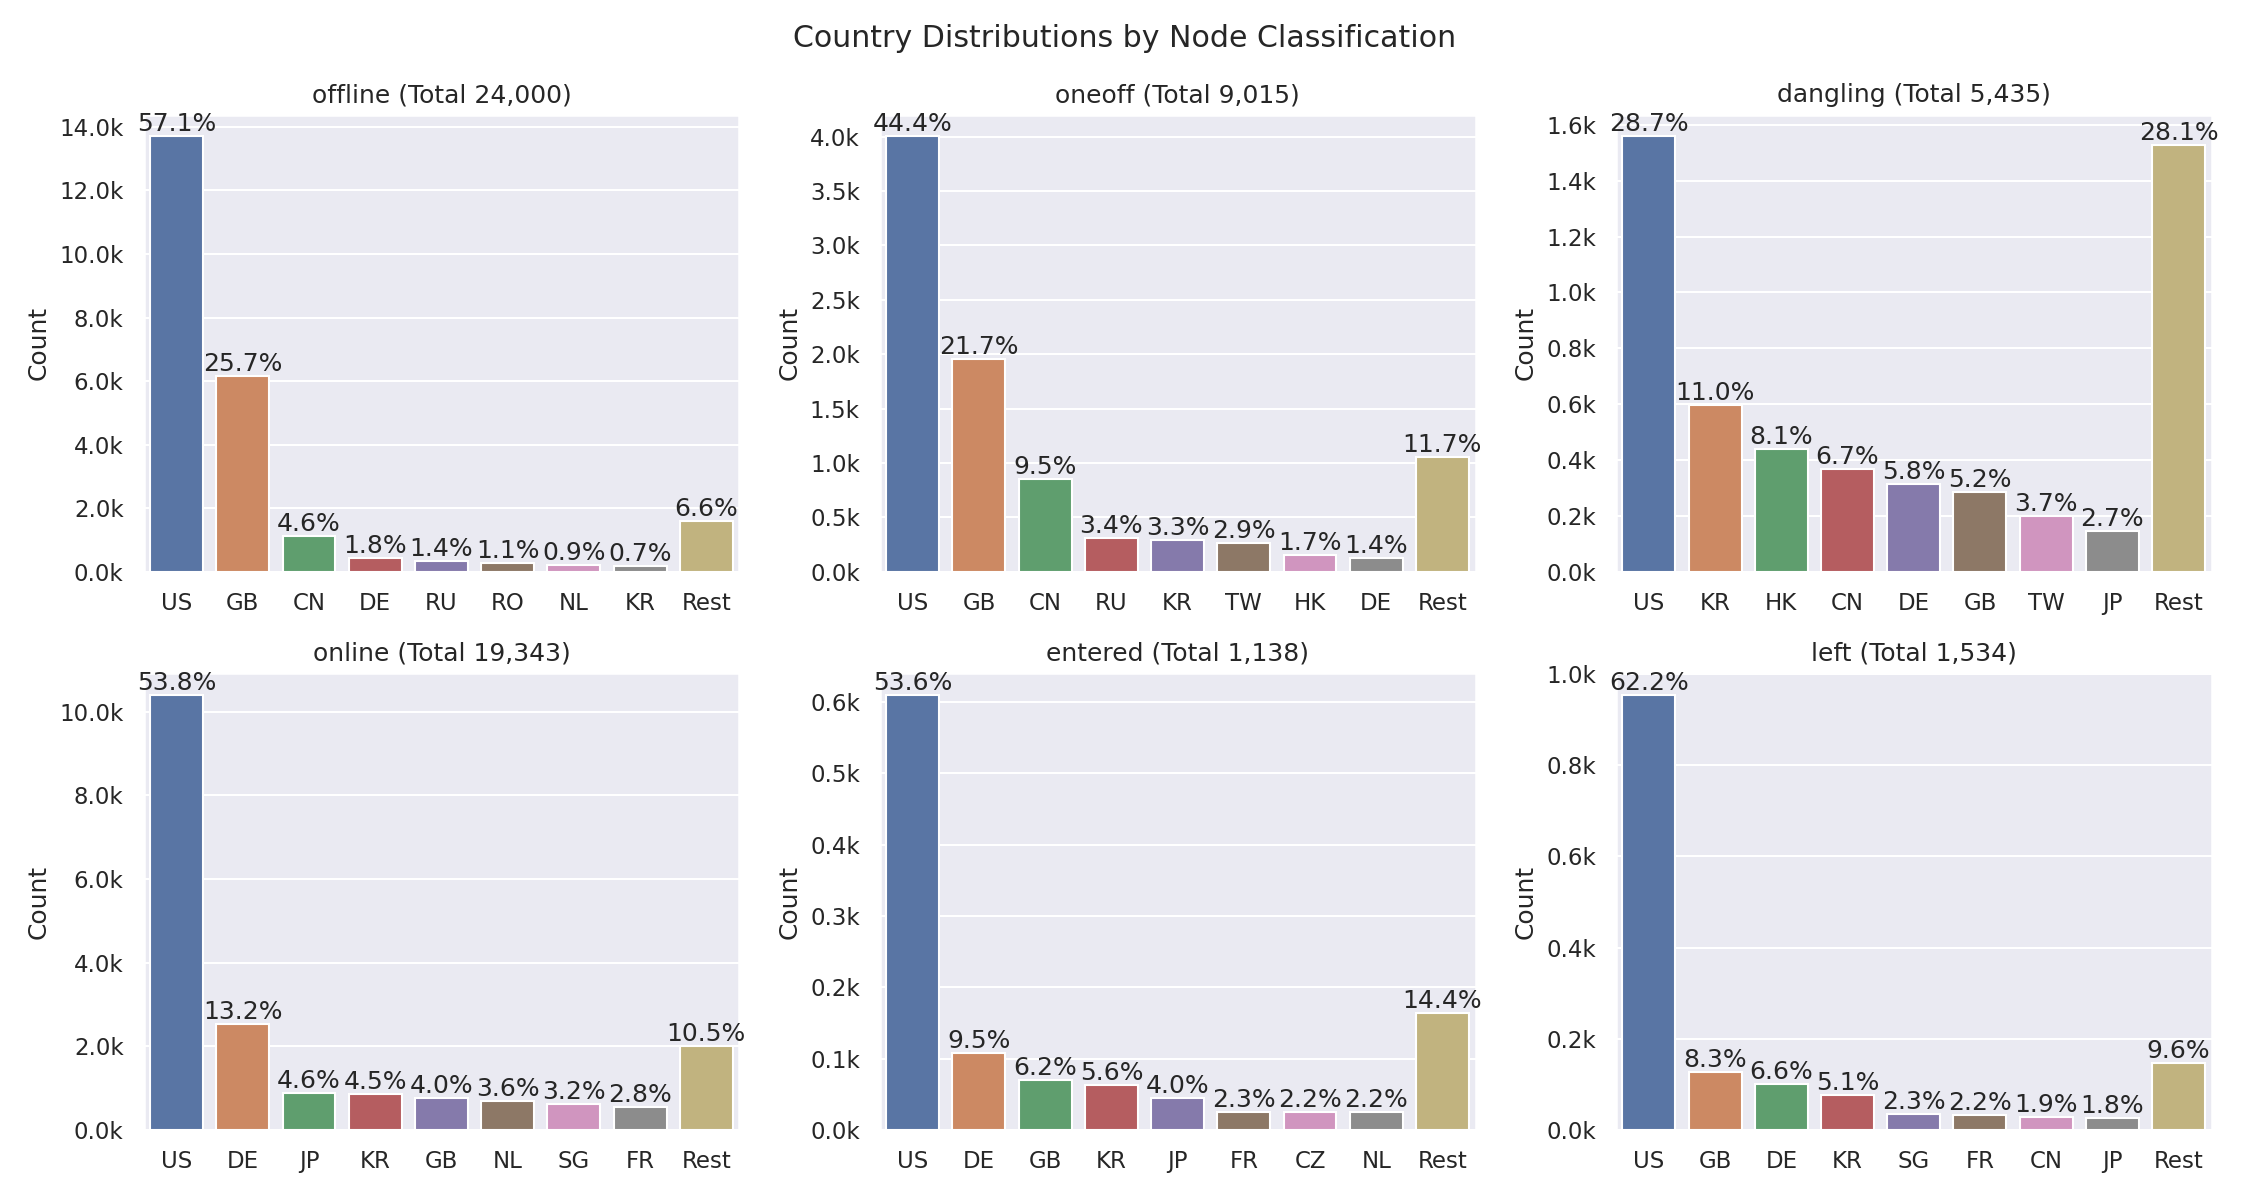 Country Distributions by Node Classification
offline (Total 24,000)
Count
14.0k
12.0k
10.0k
8.0k
6.0k
4.0k
2.0k
0.0k
57.1%
25.7%
4.6%
1.8%
1.4%
1.1%
0.9%
0.7%
6.6%
US GB CN DE RU RO NL KR Rest
oneoff (Total 9,015)
Count
4.0k
3.5k
3.0k
2.5k
2.0k
1.5k
1.0k
0.5k
0.0k
44.4%
21.7%
9.5%
3.4%
3.3%
2.9%
1.7%
1.4%
11.7%
US GB CN RU KR TW HK DE Rest
dangling (Total 5,435)
Count
1.6k
1.4k
1.2k
1.0k
0.8k
0.6k
0.4k
0.2k
0.0k
28.7%
11.0%
8.1%
6.7%
5.8%
5.2%
3.7%
2.7%
28.1%
US KR HK CN DE GB TW JP Rest
online (Total 19,343)
Count
10.0k
8.0k
6.0k
4.0k
2.0k
0.0k
53.8%
13.2%
4.6%
4.5%
4.0%
3.6%
3.2%
2.8%
10.5%
US DE JP KR GB NL SG FR Rest
entered (Total 1,138)
Count
0.6k
0.5k
0.4k
0.3k
0.2k
0.1k
0.0k
53.6%
9.5%
6.2%
5.6%
4.0%
2.3%
2.2%
2.2%
14.4%
US DE GB KR JP FR CZ NL Rest
left (Total 1,534)
Count
1.0k
0.8k
0.6k
0.4k
0.2k
0.0k
62.2%
8.3%
6.6%
5.1%
2.3%
2.2%
1.9%
1.8%
9.6%
US GB DE KR SG FR CN JP Rest